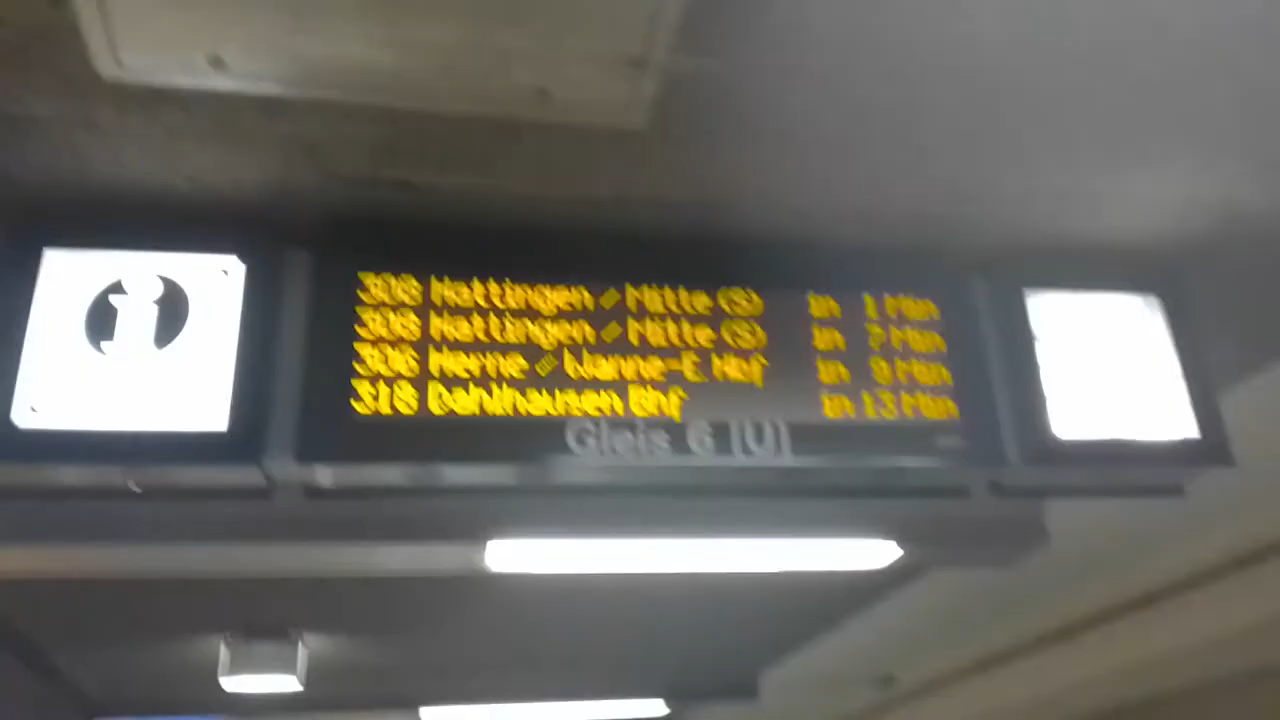 308 Hattingen / Mitte (S) in 1 Min
308 Hattingen / Mitte (S) in 7 Min
306 Herne / Wanne-E. Hbf in 9 Min
318 Dahlhausen Bhf in 13 Min
Gleis 6 (U)